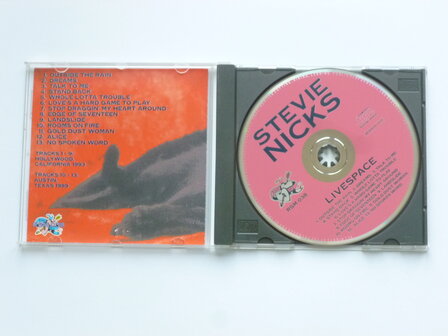 1. OUTSIDE THE RAIN
2. DREAMS
3. TALK TO ME
4. STAND BACK
5. WHOLE LOTTA TROUBLE
6. LOVE'S A HARD GAME TO PLAY
7. STOP DRAGGIN' MY HEART AROUND
8. EDGE OF SEVENTEEN
9. LANDSLIDE
10. ROOMS ON FIRE
11. GOLD DUST WOMAN
12. ALICE
13. NO SPOKEN WORD
TRACKS 1 - 9:
HOLLYWOOD,
CALIFORNIA 1993
TRACKS 10 - 13:
AUSTIN,
TEXAS 1989
STEVIE
NICKS
LIVESPACE